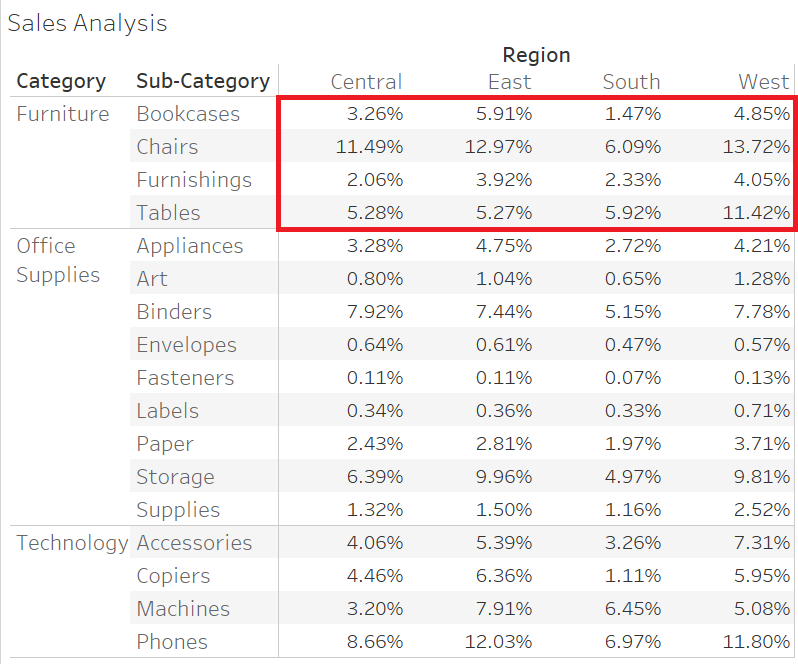 Sales Analysis
Region
Category Sub-Category Central East South West
Furniture Bookcases 3.26% 5.91% 1.47% 4.85%
Chairs 11.49% 12.97% 6.09% 13.72%
Furnishings 2.06% 3.92% 2.33% 4.05%
Tables 5.28% 5.27% 5.92% 11.42%
Office Appliances 3.28% 4.75% 2.72% 4.21%
Supplies Art 0.80% 1.04% 0.65% 1.28%
Binders 7.92% 7.44% 5.15% 7.78%
Envelopes 0.64% 0.61% 0.47% 0.57%
Fasteners 0.11% 0.11% 0.07% 0.13%
Labels 0.34% 0.36% 0.33% 0.71%
Paper 2.43% 2.81% 1.97% 3.71%
Storage 6.39% 9.96% 4.97% 9.81%
Supplies 1.32% 1.50% 1.16% 2.52%
Technology Accessories 4.06% 5.39% 3.26% 7.31%
Copiers 4.46% 6.36% 1.11% 5.95%
Machines 3.20% 7.91% 6.45% 5.08%
Phones 8.66% 12.03% 6.97% 11.80%